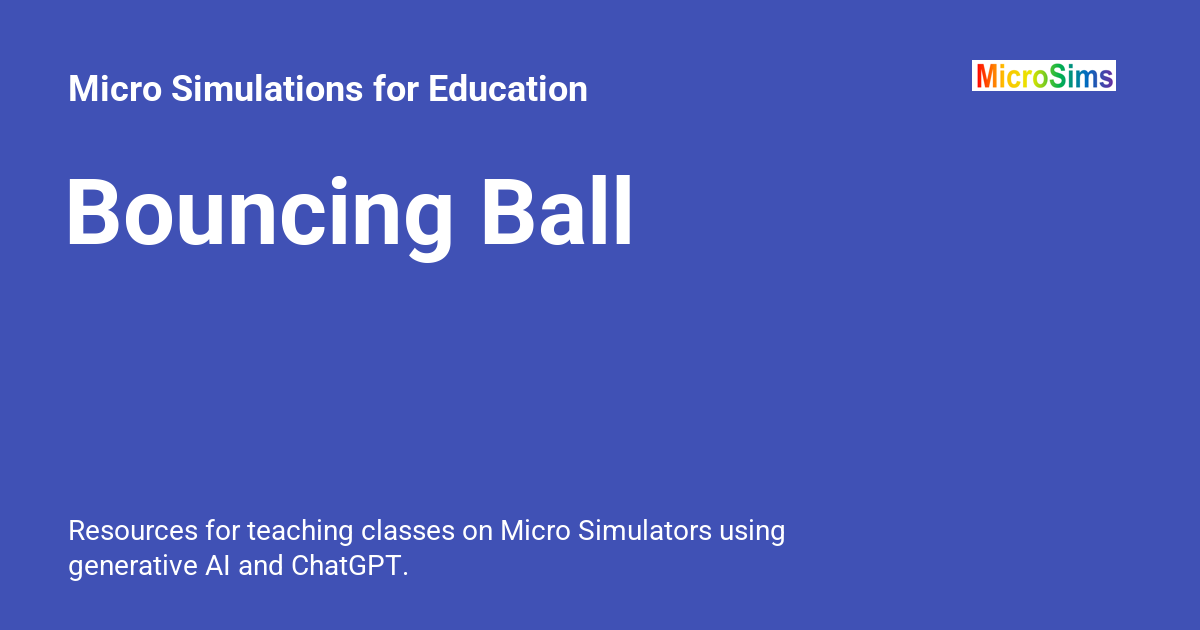 Micro Simulations for Education
MicroSims
Bouncing Ball
Resources for teaching classes on Micro Simulators using
generative AI and ChatGPT.